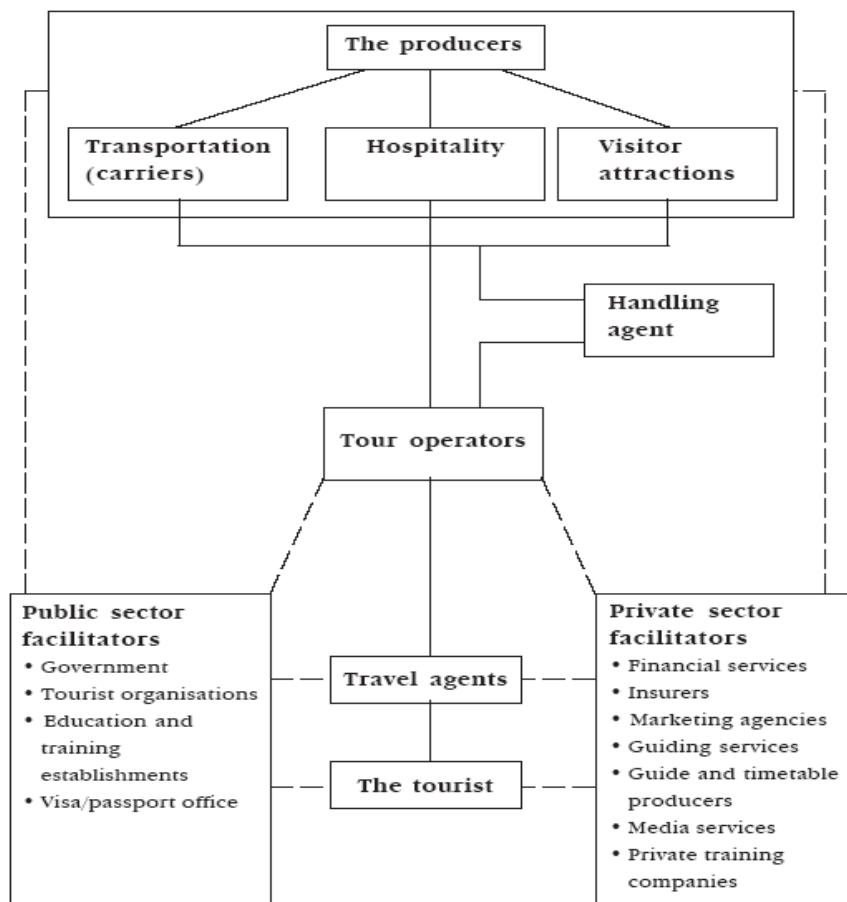 The producers
Transportation
(carriers)
Hospitality
Visitor
attractions
Handling
agent
Tour operators
Public sector
facilitators
• Government
• Tourist organisations
• Education and
training
establishments
• Visa/passport office
Travel agents
The tourist
Private sector
facilitators
• Financial services
• Insurers
• Marketing agencies
• Guiding services
• Guide and timetable
producers
• Media services
• Private training
companies